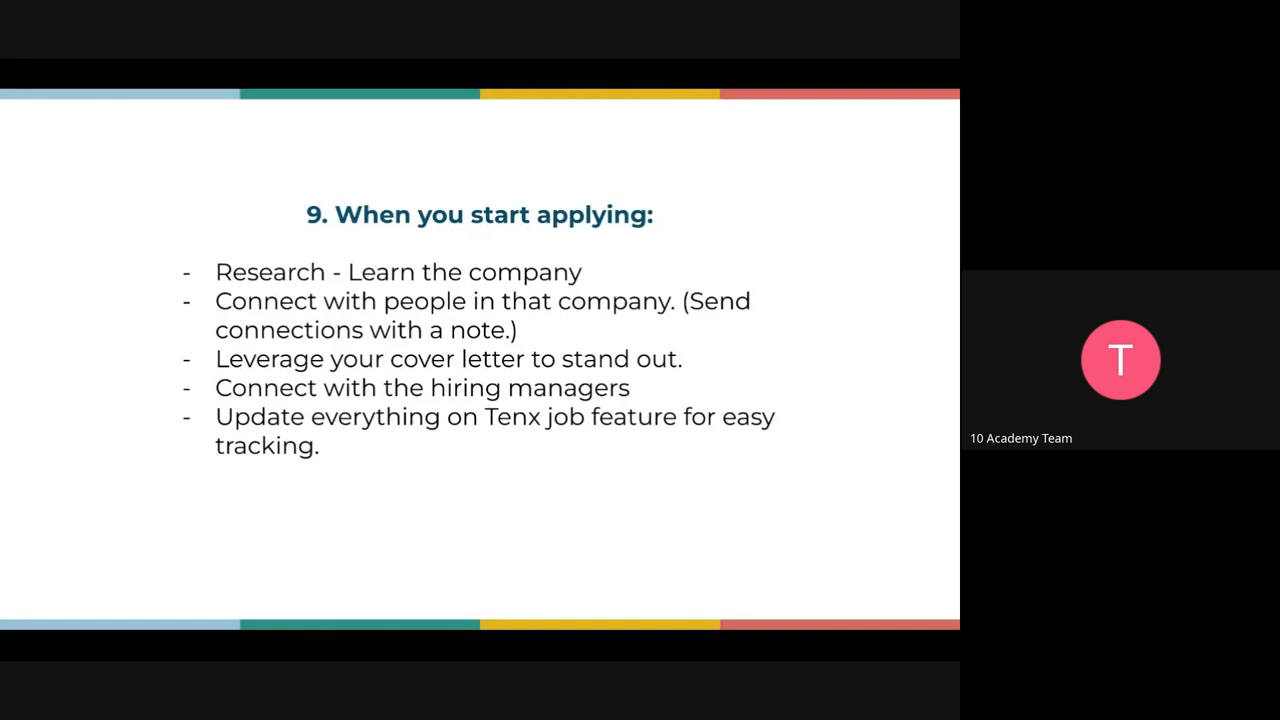 9. When you start applying:
- Research - Learn the company
- Connect with people in that company. (Send
connections with a note.)
- Leverage your cover letter to stand out.
- Connect with the hiring managers
- Update everything on Tenx job feature for easy
tracking.
T
10 Academy Team